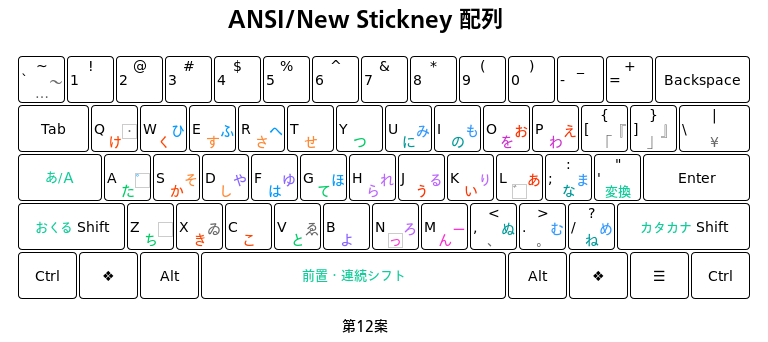 ANSI/New Stickney 配列
~ ` 〜 … ! 1 @ 2 # 3 $ 4 % 5 ^ 6 & 7 * 8 ( 9 ) 0 _ - + = Backspace
Tab Q ・ け W ひ く E ふ す R へ さ T せ Y つ U み に I も の O お を P え わ { [ 『 「 } ] 』 」 | \ ¥
あ/A A た S そ か D や し F ゆ は G ほ て H れ ら J る う K り い L あ : ; ま な " ' 変換 Enter
おくる Shift Z ち X ゐ き C こ V ゑ と B よ N ろ っ M ー ん < , ぬ 、 > . む 。 ? / め ね カタカナ Shift
Ctrl ❖ Alt 前置・連続シフト Alt ❖ ☰ Ctrl
第12案